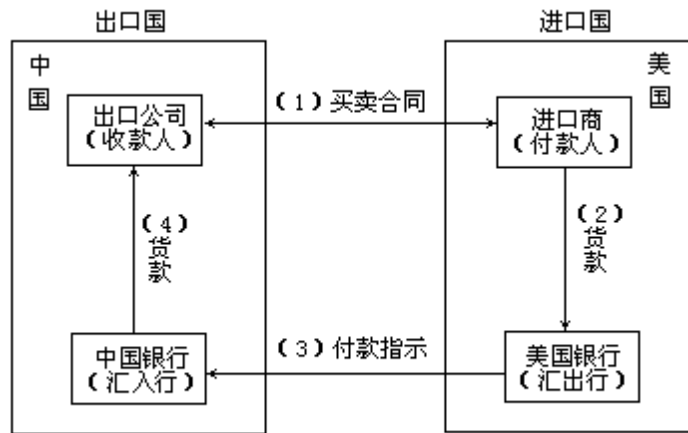 出口国
进口国
中
国
美
国
出口公司
（收款人）
（1）买卖合同
进口商
（付款人）
（4）
货
款
（2）
货
款
中国银行
（汇入行）
（3）付款指示
美国银行
（汇出行）